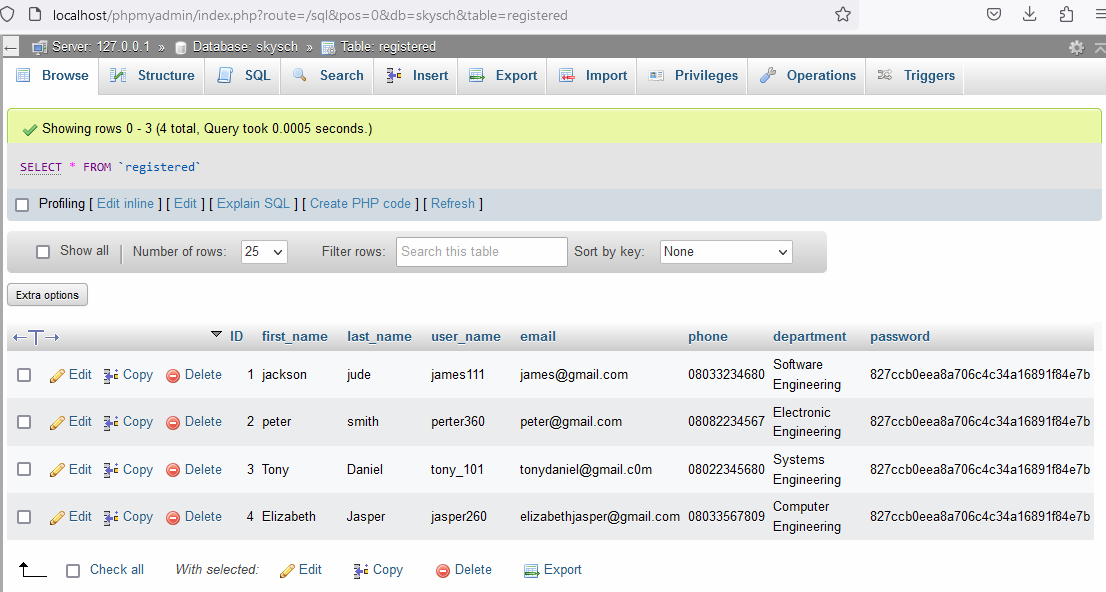 localhost/phpmyadmin/index.php?route=/sql&pos=0&db=skysch&table=registered
Server: 127.0.0.1 » Database: skysch » Table: registered
Browse Structure SQL Search Insert Export Import Privileges Operations Triggers
Showing rows 0 - 3 (4 total, Query took 0.0005 seconds.)
SELECT * FROM `registered`
Profiling [ Edit inline ] [ Edit ] [ Explain SQL ] [ Create PHP code ] [ Refresh ]
Show all Number of rows: 25 Filter rows: Search this table Sort by key: None
Extra options
ID first_name last_name user_name email phone department password
Edit Copy Delete 1 jackson jude james111 james@gmail.com 08033234680 Software Engineering 827ccb0eea8a706c4c34a16891f84e7b
Edit Copy Delete 2 peter smith perter360 peter@gmail.com 08082234567 Electronic Engineering 827ccb0eea8a706c4c34a16891f84e7b
Edit Copy Delete 3 Tony Daniel tony_101 tonydaniel@gmail.c0m 08022345680 Systems Engineering 827ccb0eea8a706c4c34a16891f84e7b
Edit Copy Delete 4 Elizabeth Jasper jasper260 elizabethjasper@gmail.com 08033567809 Computer Engineering 827ccb0eea8a706c4c34a16891f84e7b
Check all With selected: Edit Copy Delete Export